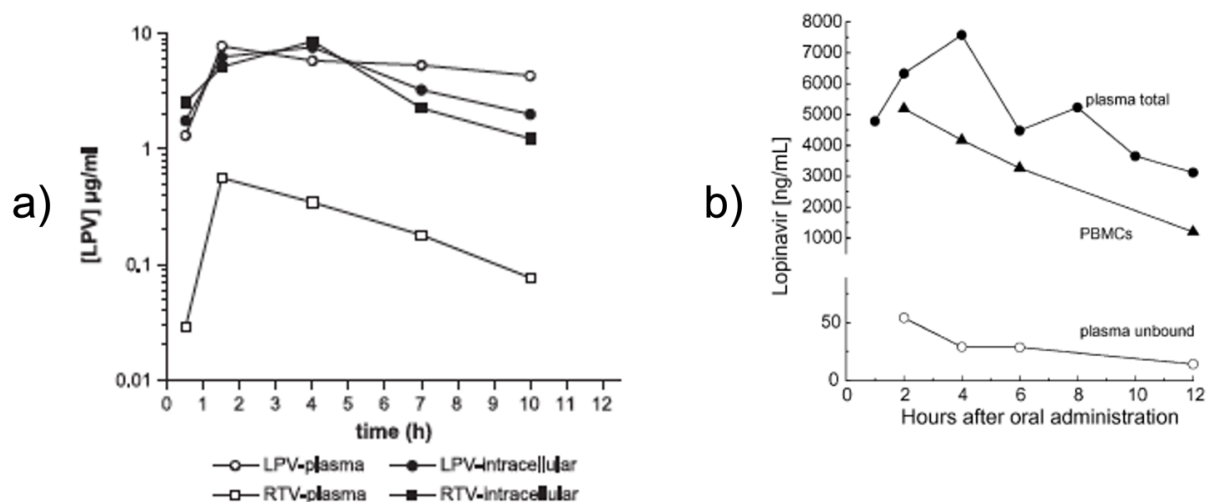 a)
[LPV] µg/ml
10
1
0.1
0.01
0 1 2 3 4 5 6 7 8 9 10 11 12
time (h)
LPV-plasma LPV-intracellular
RTV-plasma RTV-intracellular
b)
Lopinavir [ng/mL]
8000
7000
6000
5000
4000
3000
2000
1000
50
0
plasma total
PBMCs
plasma unbound
0 2 4 6 8 10 12
Hours after oral administration